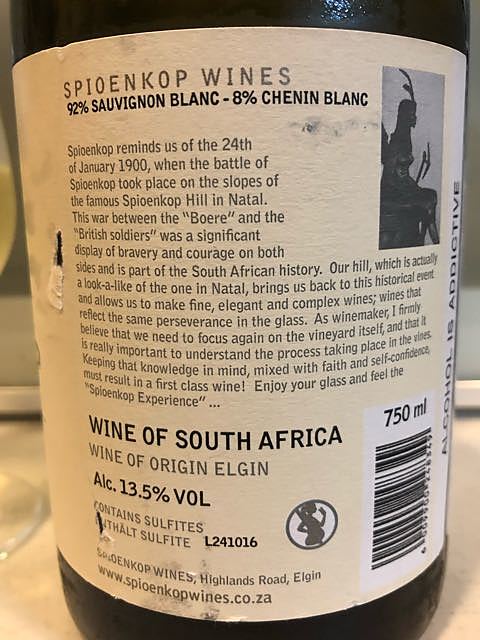 SPIOENKOP WINES
92% SAUVIGNON BLANC - 8% CHENIN BLANC
Spioenkop reminds us of the 24th
of January 1900, when the battle of
Spioenkop took place on the slopes of
the famous Spioenkop Hill in Natal.
This war between the "Boere" and the
"British soldiers" was a significant
display of bravery and courage on both
sides and is part of the South African history. Our hill, which is actually
a look-a-like of the one in Natal, brings us back to this historical event
and allows us to make fine, elegant and complex wines; wines that
reflect the same perseverance in the glass. As winemaker, I firmly
believe that we need to focus again on the vineyard itself, and that it
is really important to understand the process taking place in the vines.
Keeping that knowledge in mind, mixed with faith and self-confidence,
must result in a first class wine! Enjoy your glass and feel the
"Spioenkop Experience" ...
WINE OF SOUTH AFRICA
WINE OF ORIGIN ELGIN
Alc. 13.5% VOL
CONTAINS SULFITES
ENTHÄLT SULFITE L241016
SPIOENKOP WINES, Highlands Road, Elgin
www.spioenkopwines.co.za
750 ml
ALCOHOL IS ADDICTIVE